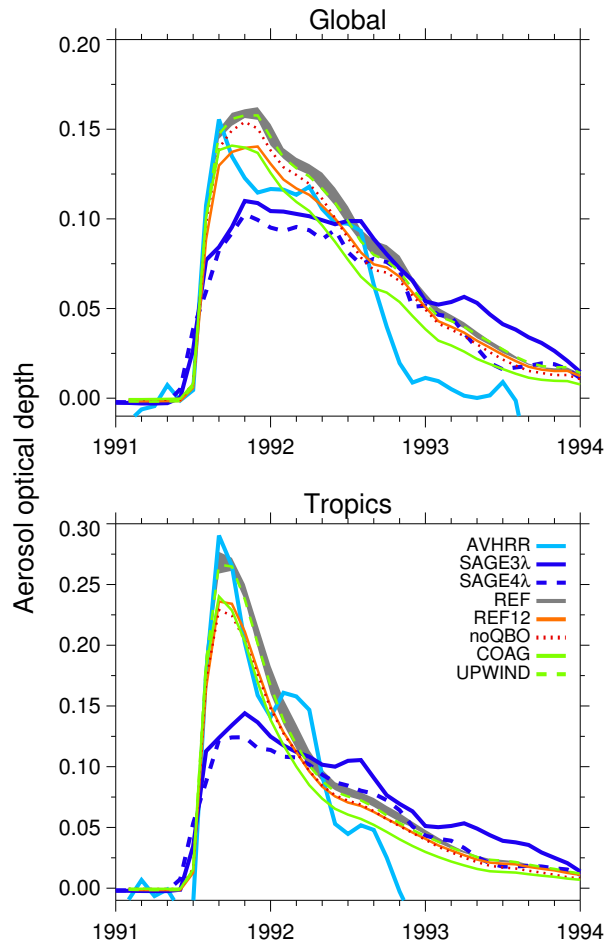 Global
0.20
0.15
0.10
0.05
0.00
1991 1992 1993 1994
Aerosol optical depth
Tropics
0.30
0.25
0.20
0.15
0.10
0.05
0.00
AVHRR
SAGE3λ
SAGE4λ
REF
REF12
noQBO
COAG
UPWIND
1991 1992 1993 1994